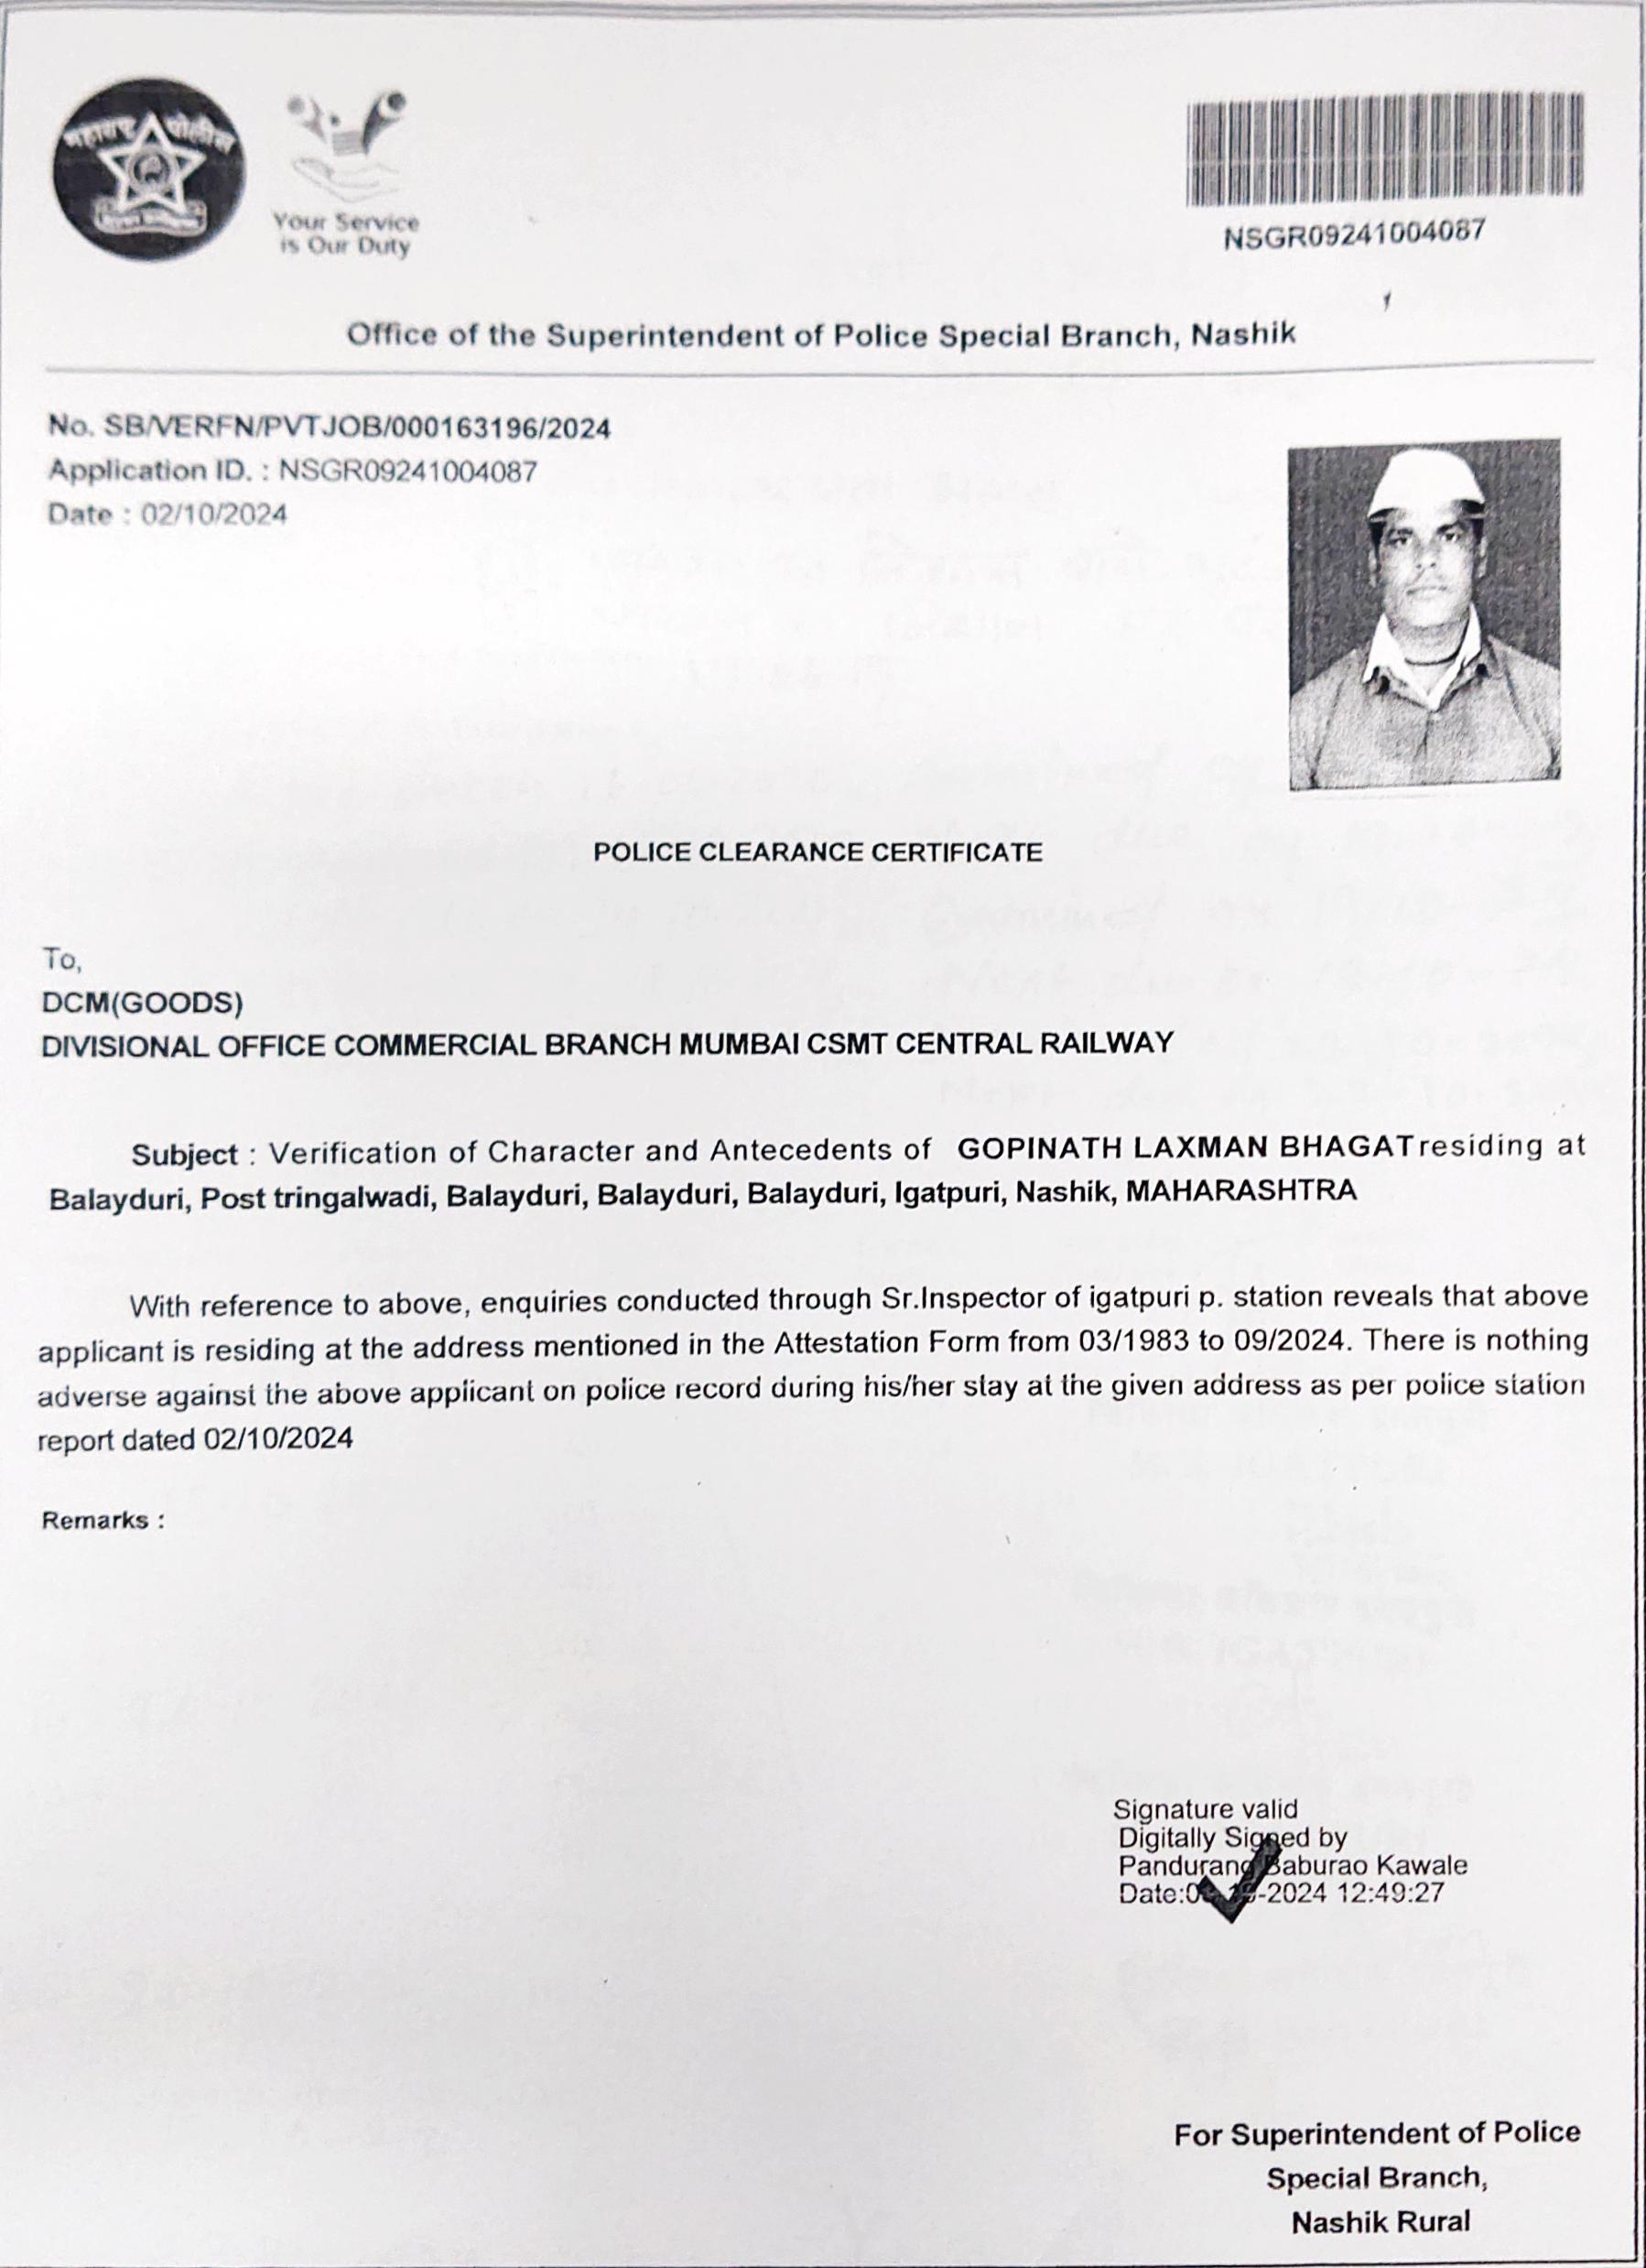 महाराष्ट्र पोलीस
Your Service
is Our Duty
NSGR09241004087
Office of the Superintendent of Police Special Branch, Nashik
No. SB/VERFN/PVTJOB/000163196/2024
Application ID. : NSGR09241004087
Date : 02/10/2024
POLICE CLEARANCE CERTIFICATE
To,
DCM(GOODS)
DIVISIONAL OFFICE COMMERCIAL BRANCH MUMBAI CSMT CENTRAL RAILWAY
Subject : Verification of Character and Antecedents of GOPINATH LAXMAN BHAGATresiding at
Balayduri, Post tringalwadi, Balayduri, Balayduri, Balayduri, Igatpuri, Nashik, MAHARASHTRA
With reference to above, enquiries conducted through Sr.Inspector of igatpuri p. station reveals that above
applicant is residing at the address mentioned in the Attestation Form from 03/1983 to 09/2024. There is nothing
adverse against the above applicant on police record during his/her stay at the given address as per police station
report dated 02/10/2024
Remarks :
Signature valid
Digitally Signed by
Pandurang Baburao Kawale
-2024 12:49:27
For Superintendent of Police
Special Branch,
Nashik Rural